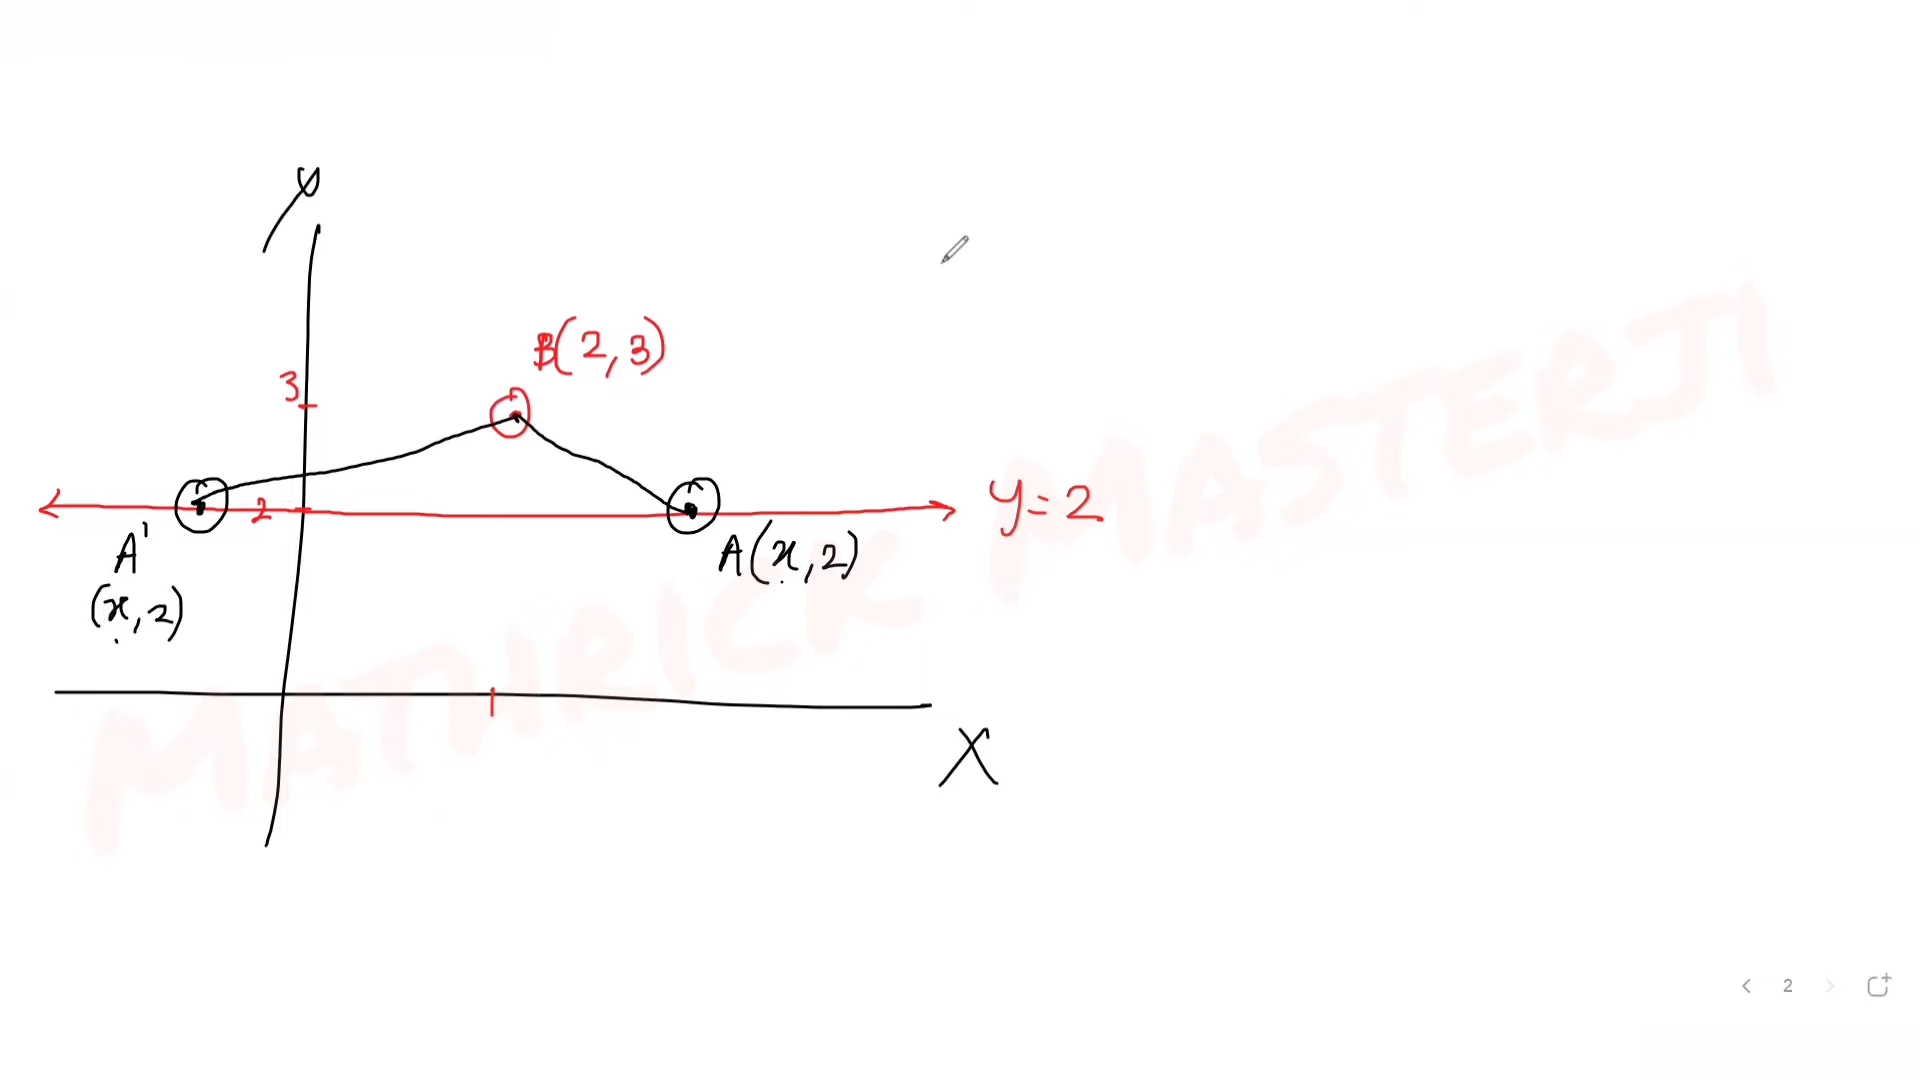 y
B(2,3)
3
2
y=2
A'
(x,2)
A(x,2)
X
MATHRICK MASTERJI
2